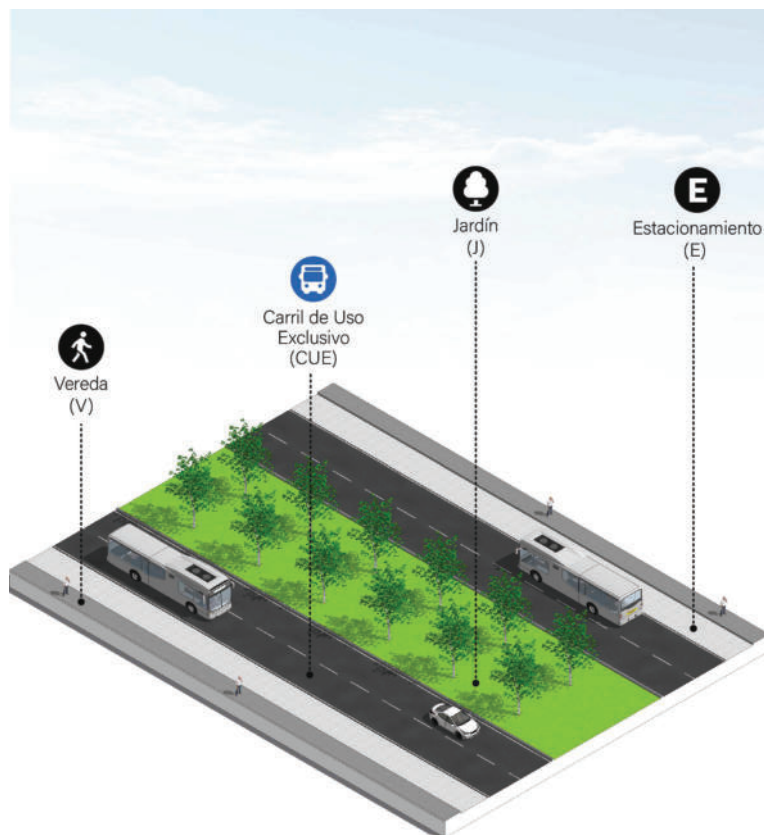 E
Jardín
(J)
Estacionamiento
(E)
Carril de Uso
Exclusivo
(CUE)
Vereda
(V)